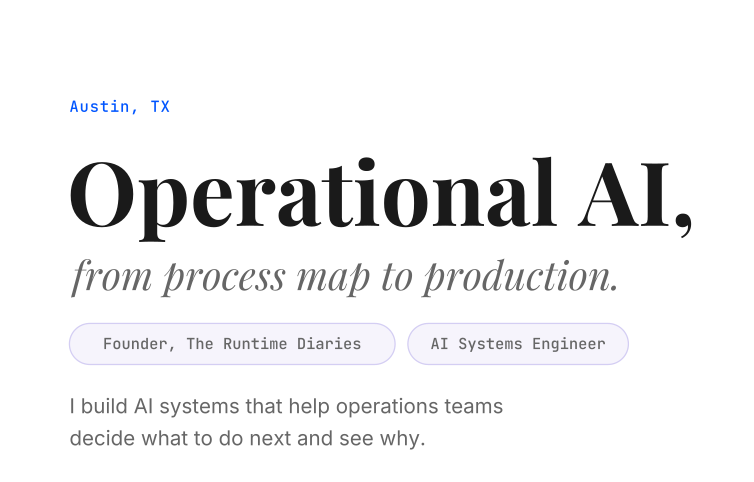 Austin, TX
Operational AI,
from process map to production.
Founder, The Runtime Diaries
AI Systems Engineer
I build AI systems that help operations teams
decide what to do next and see why.